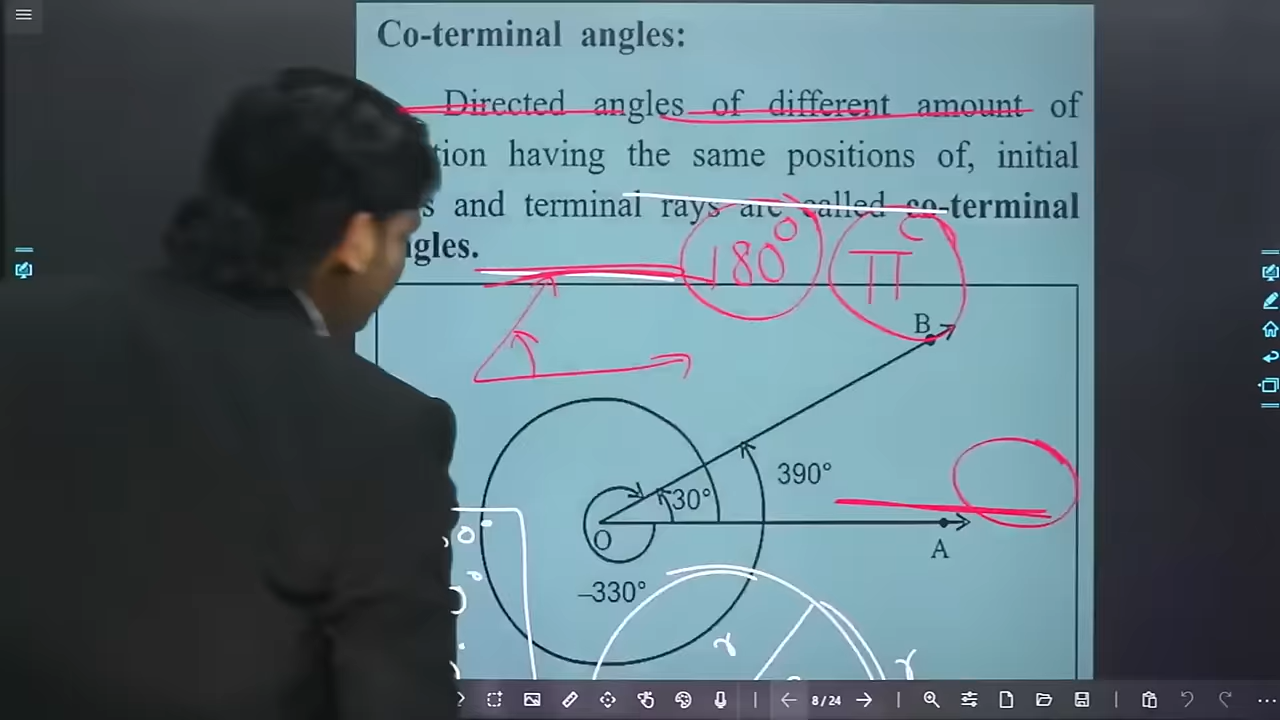 Co-terminal angles:
Directed angles of different amount of
tion having the same positions of, initial
s and terminal rays are called co-terminal
gles.
180° π c
B
390°
30°
O
A
–330°
r
r
8/24